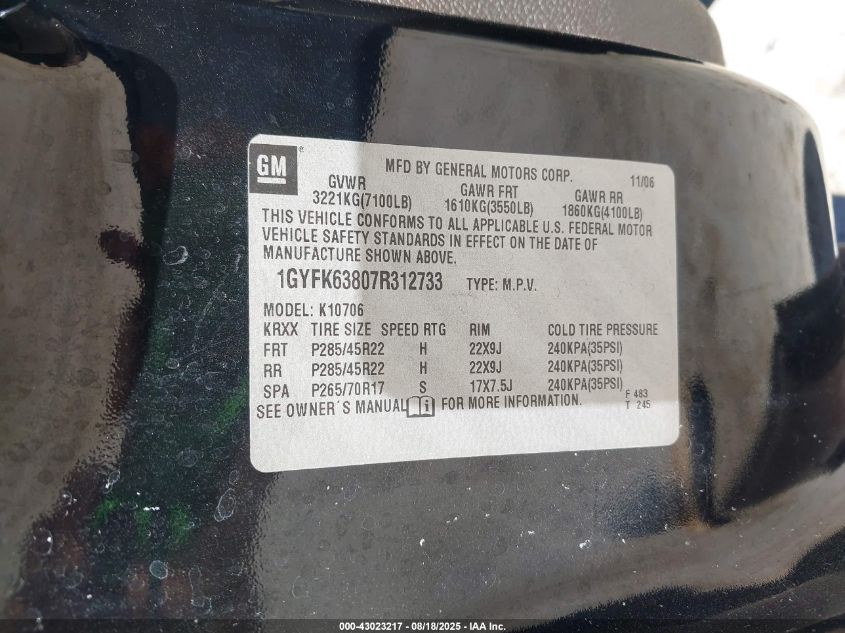 GM ®
MFD BY GENERAL MOTORS CORP. 11/06
GVWR GAWR FRT GAWR RR
3221KG(7100LB) 1610KG(3550LB) 1860KG(4100LB)
THIS VEHICLE CONFORMS TO ALL APPLICABLE U.S. FEDERAL MOTOR
VEHICLE SAFETY STANDARDS IN EFFECT ON THE DATE OF
MANUFACTURE SHOWN ABOVE.
1GYFK63807R312733 TYPE: M.P.V.
MODEL: K10706
KRXX TIRE SIZE SPEED RTG RIM COLD TIRE PRESSURE
FRT P285/45R22 H 22X9J 240KPA(35PSI)
RR P285/45R22 H 22X9J 240KPA(35PSI)
SPA P265/70R17 S 17X7.5J 240KPA(35PSI)
SEE OWNER'S MANUAL i FOR MORE INFORMATION.
F 483
T 245
000-43023217 - 08/18/2025 - IAA Inc.